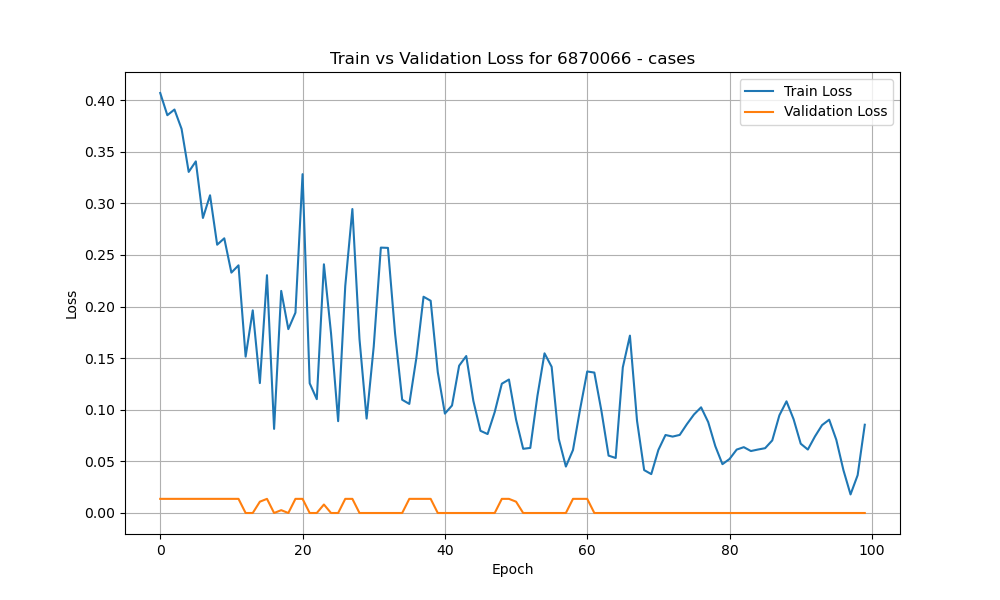 Train vs Validation Loss for 6870066 - cases
Train Loss
Validation Loss
0.40
0.35
0.30
0.25
0.20
0.15
0.10
0.05
0.00
Loss
0 20 40 60 80 100
Epoch